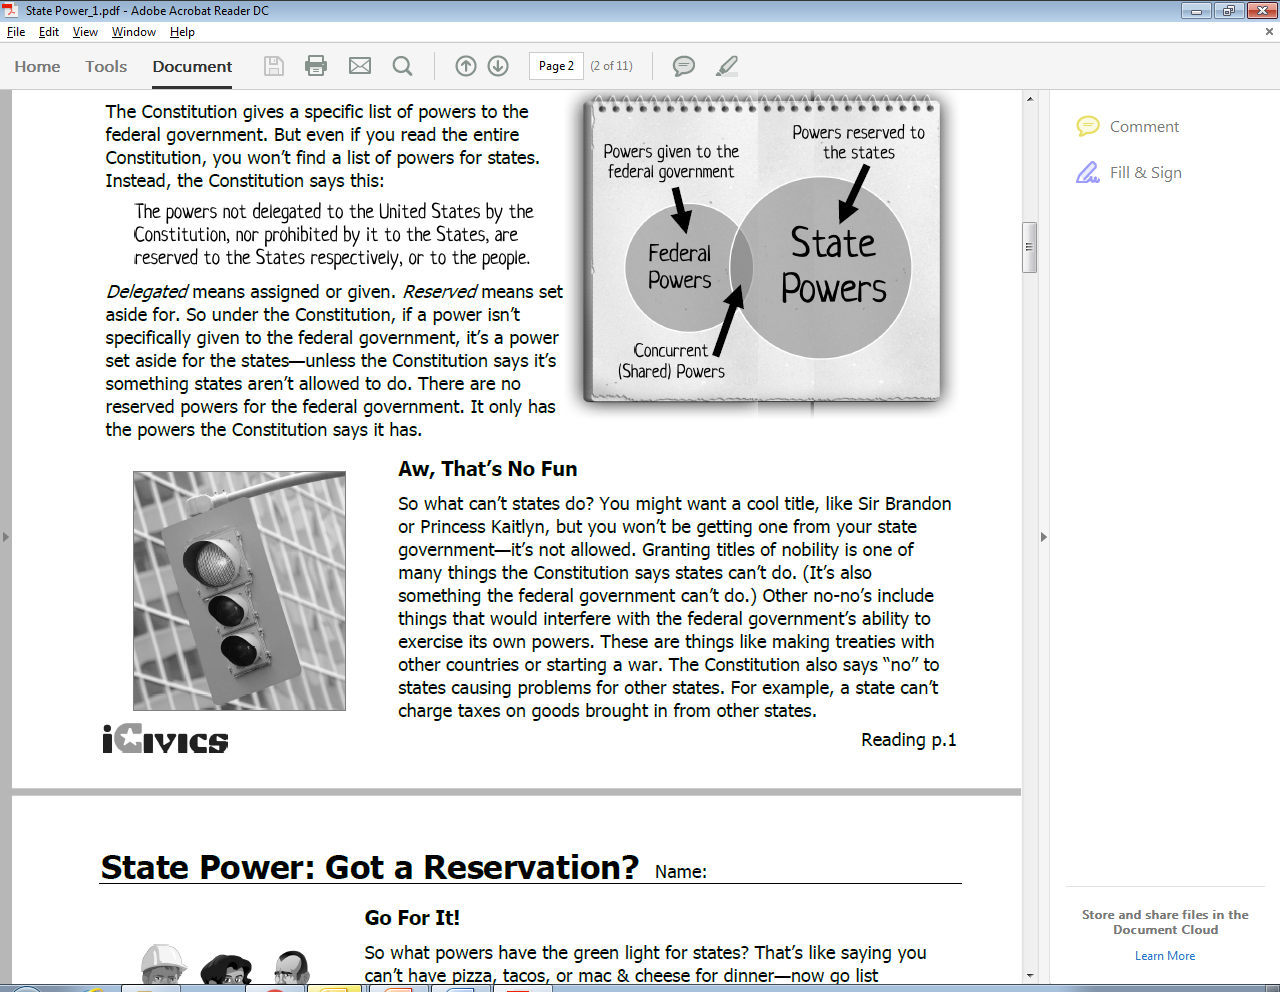 State Power_1.pdf - Adobe Acrobat Reader DC
File Edit View Window Help
Home Tools Document Page 2 (2 of 11)
The Constitution gives a specific list of powers to the
federal government. But even if you read the entire
Constitution, you won't find a list of powers for states.
Instead, the Constitution says this:
The powers not delegated to the United States by the
Constitution, nor prohibited by it to the States, are
reserved to the States respectively, or to the people.
Delegated means assigned or given. Reserved means set
aside for. So under the Constitution, if a power isn't
specifically given to the federal government, it's a power
set aside for the states—unless the Constitution says it's
something states aren't allowed to do. There are no
reserved powers for the federal government. It only has
the powers the Constitution says it has.
Powers given to the
federal government
Powers reserved to
the states
Federal
Powers
State
Powers
Concurrent
(Shared) Powers
Aw, That's No Fun
So what can't states do? You might want a cool title, like Sir Brandon
or Princess Kaitlyn, but you won't be getting one from your state
government—it's not allowed. Granting titles of nobility is one of
many things the Constitution says states can't do. (It's also
something the federal government can't do.) Other no-no's include
things that would interfere with the federal government's ability to
exercise its own powers. These are things like making treaties with
other countries or starting a war. The Constitution also says "no" to
states causing problems for other states. For example, a state can't
charge taxes on goods brought in from other states.
iCivics
Reading p.1
State Power: Got a Reservation? Name:
Go For It!
So what powers have the green light for states? That's like saying you
can't have pizza, tacos, or mac & cheese for dinner—now go list
Comment
Fill & Sign
Store and share files in the
Document Cloud
Learn More